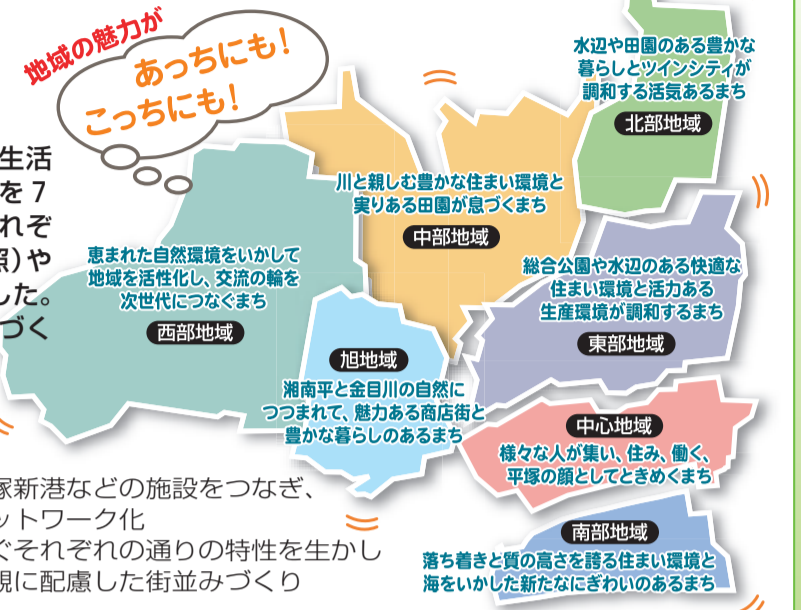 地域の魅力が
あっちにも！
こっちにも！
生活
を7
れぞ
照）や
した。
づく
水辺や田園のある豊かな
暮らしとツインシティが
調和する活気あるまち
北部地域
川と親しむ豊かな住まい環境と
実りある田園が息づくまち
中部地域
恵まれた自然環境をいかして
地域を活性化し、交流の輪を
次世代につなぐまち
西部地域
総合公園や水辺のある快適な
住まい環境と活力ある
生産環境が調和するまち
東部地域
旭地域
湘南平と金目川の自然に
つつまれて、魅力ある商店街と
豊かな暮らしのあるまち
中心地域
様々な人が集い、住み、働く、
平塚の顔としてときめくまち
南部地域
落ち着きと質の高さを誇る住まい環境と
海をいかした新たなにぎわいのあるまち
塚新港などの施設をつなぎ、
ットワーク化
ぐそれぞれの通りの特性を生かし
観に配慮した街並みづくり